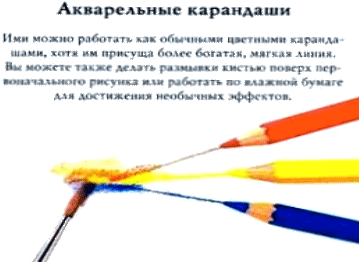 Акварельные карандаши
Ими можно работать как обычными цветными каранда-
шами, хотя им присуща более богатая, мягкая линия.
Вы можете также делать размывки кистью поверх пер-
воначального рисунка или работать по влажной бумаге
для достижения необычных эффектов.